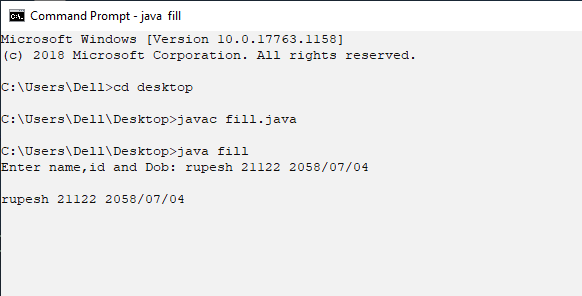 Command Prompt - java fill
Microsoft Windows [Version 10.0.17763.1158]
(c) 2018 Microsoft Corporation. All rights reserved.
C:\Users\Dell>cd desktop
C:\Users\Dell\Desktop>javac fill.java
C:\Users\Dell\Desktop>java fill
Enter name,id and Dob: rupesh 21122 2058/07/04
rupesh 21122 2058/07/04